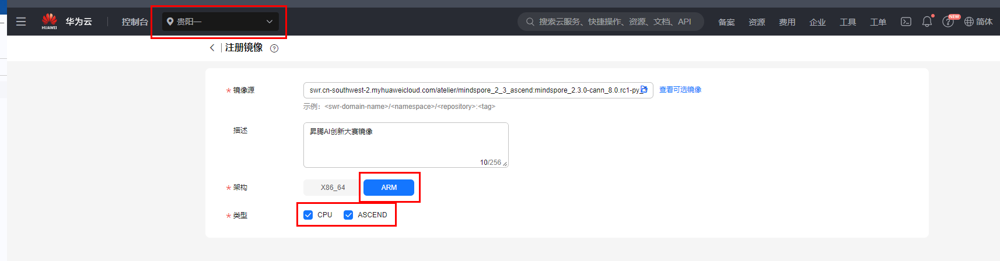 HUAWEI 华为云 控制台 贵阳一 搜索云服务、快捷操作、资源、文档、API 备案 资源 费用 企业 工具 工单 NEW 简体
注册镜像
* 镜像源 swr.cn-southwest-2.myhuaweicloud.com/atelier/mindspore_2_3_ascend:mindspore_2.3.0-cann_8.0.rc1-py_ 查看可选镜像
示例：<swr-domain-name>/<namespace>/<repository>:<tag>
描述 昇腾AI创新大赛镜像
10/256
* 架构 X86_64 ARM
* 类型 CPU ASCEND